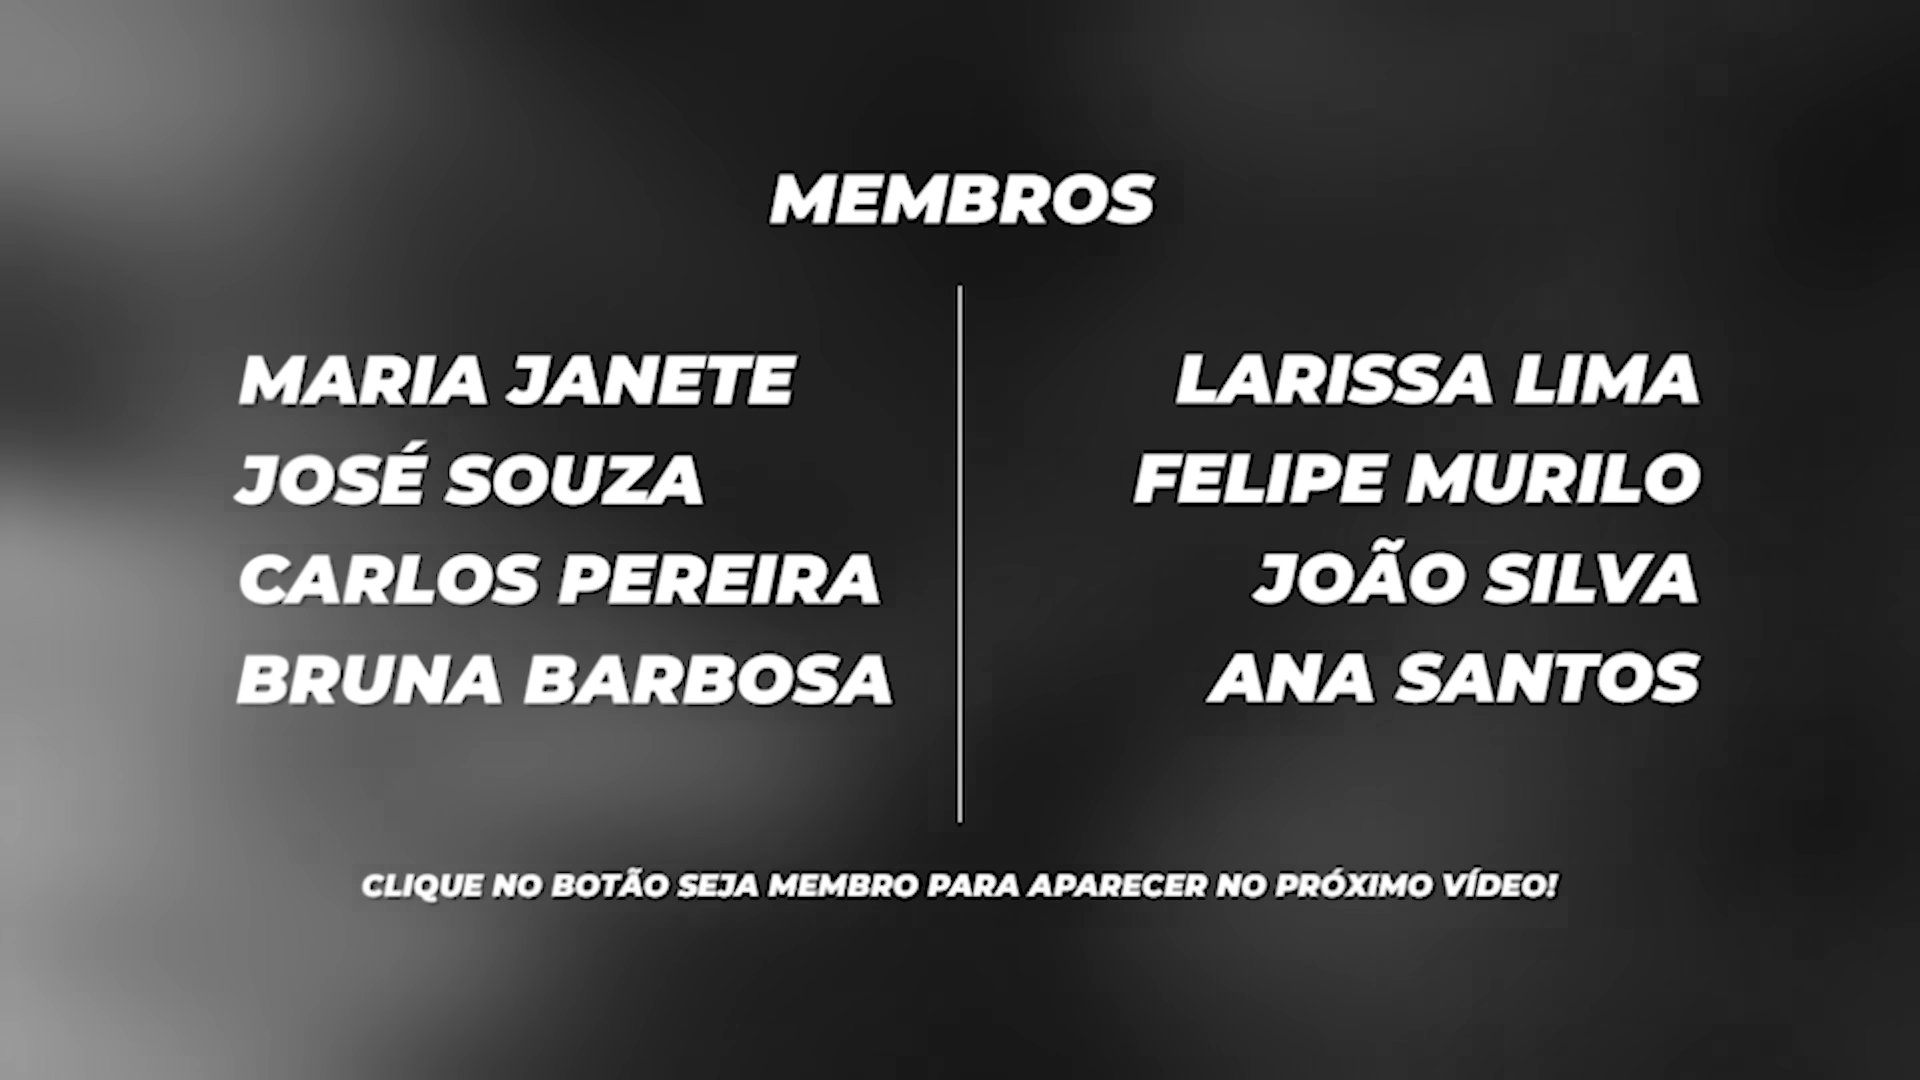 MEMBROS
MARIA JANETE
JOSÉ SOUZA
CARLOS PEREIRA
BRUNA BARBOSA
LARISSA LIMA
FELIPE MURILO
JOÃO SILVA
ANA SANTOS
CLIQUE NO BOTÃO SEJA MEMBRO PARA APARECER NO PRÓXIMO VÍDEO!